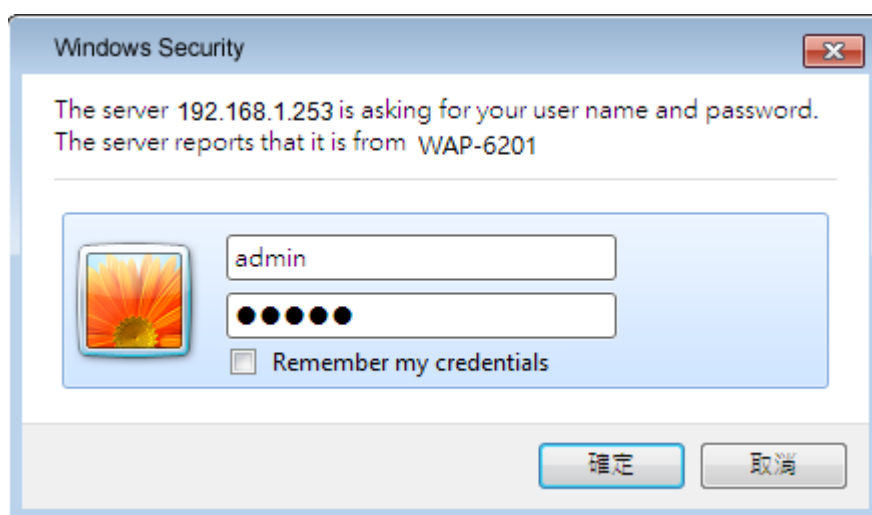 Windows Security
The server 192.168.1.253 is asking for your user name and password.
The server reports that it is from WAP-6201
admin
●●●●●
Remember my credentials
確定
取消